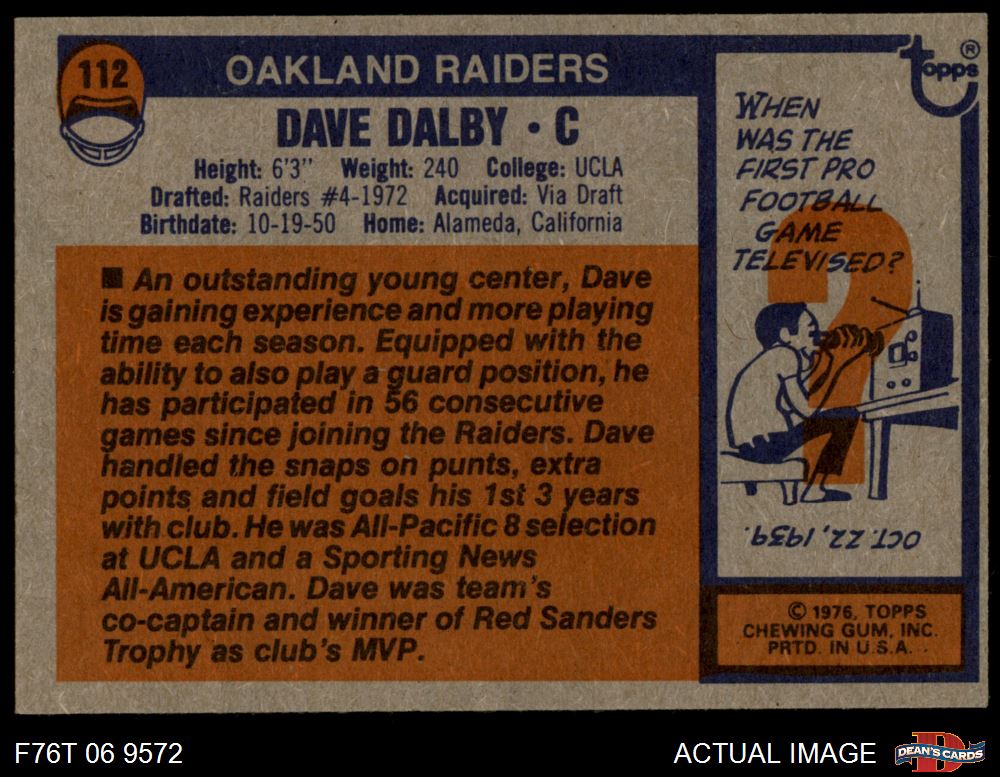 112
OAKLAND RAIDERS
DAVE DALBY • C
Height: 6'3" Weight: 240 College: UCLA
Drafted: Raiders #4-1972 Acquired: Via Draft
Birthdate: 10-19-50 Home: Alameda, California
■ An outstanding young center, Dave
is gaining experience and more playing
time each season. Equipped with the
ability to also play a guard position, he
has participated in 56 consecutive
games since joining the Raiders. Dave
handled the snaps on punts, extra
points and field goals his 1st 3 years
with club. He was All-Pacific 8 selection
at UCLA and a Sporting News
All-American. Dave was team's
co-captain and winner of Red Sanders
Trophy as club's MVP.
topps®
WHEN
WAS THE
FIRST PRO
FOOTBALL
GAME
TELEVISED?
?
OCT. 22, 1939.
© 1976, TOPPS
CHEWING GUM, INC.
PRTD. IN U.S.A.
F76T 06 9572
ACTUAL IMAGE
D
DEAN'S CARDS